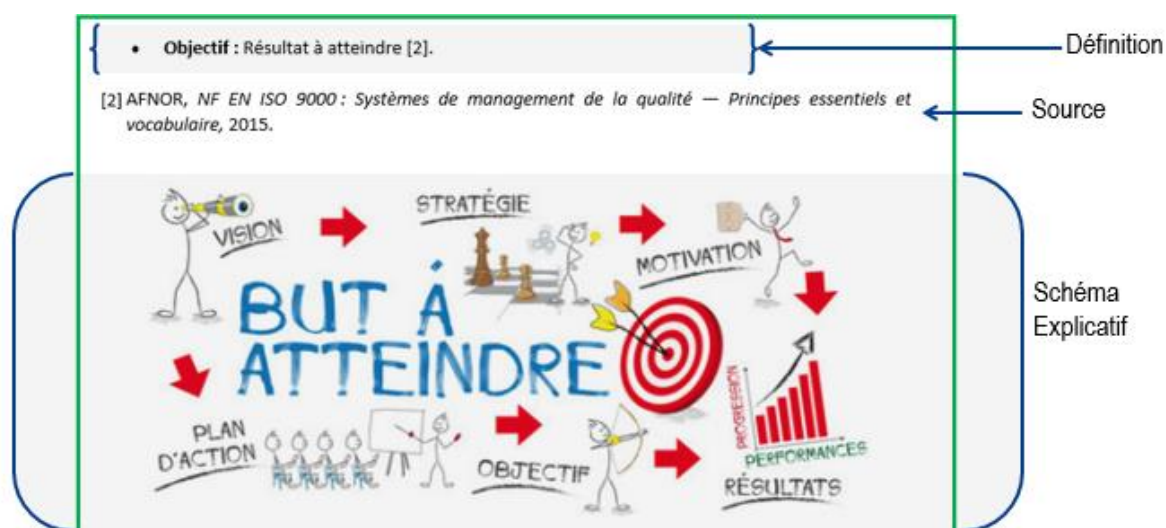 • Objectif : Résultat à atteindre [2].
Définition
[2] AFNOR, NF EN ISO 9000 : Systèmes de management de la qualité — Principes essentiels et
vocabulaire, 2015.
Source
VISION
STRATÉGIE
MOTIVATION
BUT À
ATTEINDRE
PLAN
D'ACTION
OBJECTIF
PROGRESSION
PERFORMANCES
RÉSULTATS
Schéma
Explicatif